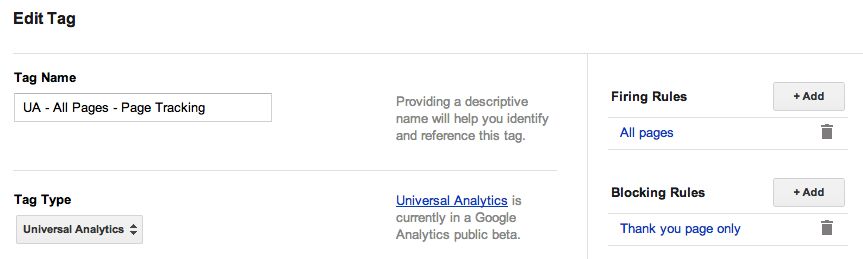 Edit Tag
Tag Name
UA - All Pages - Page Tracking
Providing a descriptive
name will help you identify
and reference this tag.
Tag Type
Universal Analytics
Universal Analytics is
currently in a Google
Analytics public beta.
Firing Rules
+ Add
All pages
Blocking Rules
+ Add
Thank you page only